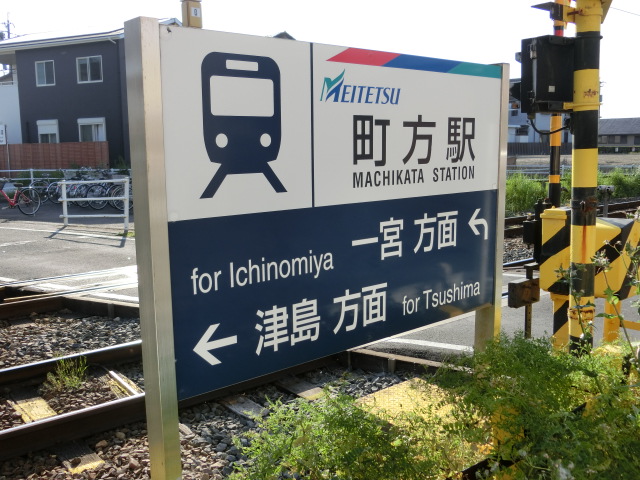 MEITETSU
町方駅
MACHIKATA STATION
for Ichinomiya 一宮 方面
津島 方面 for Tsushima